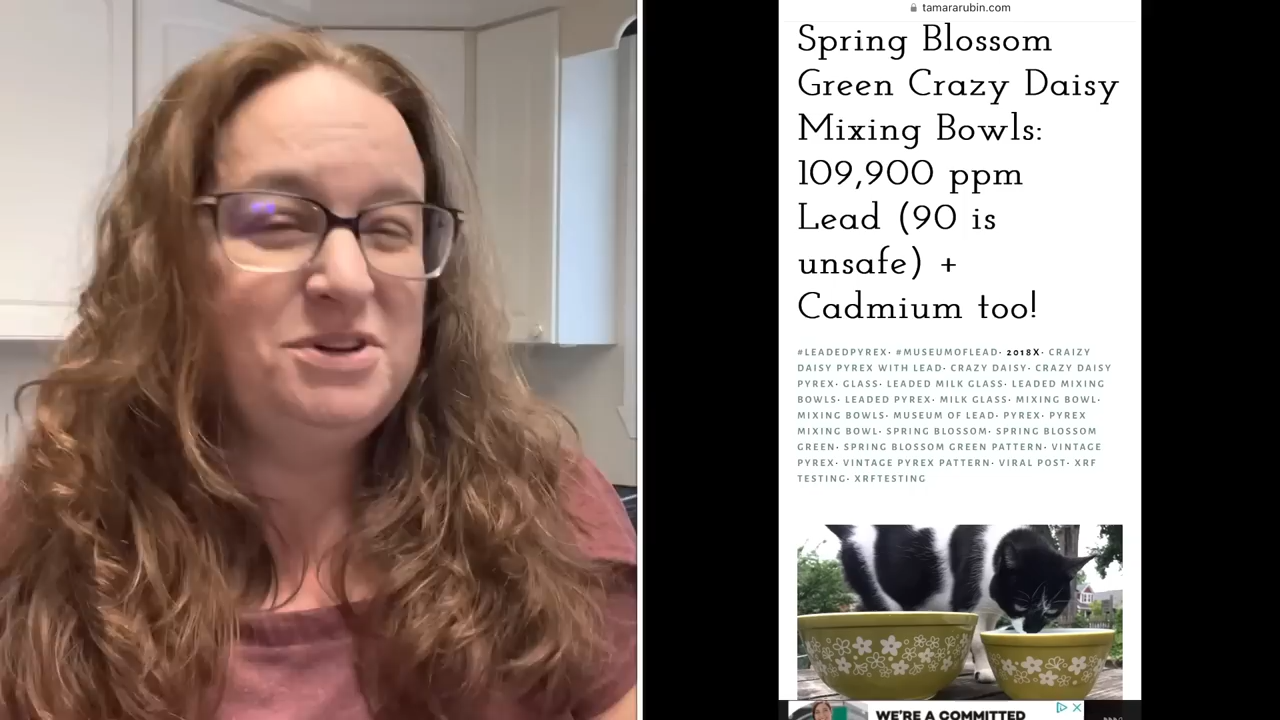 tamararubin.com
Spring Blossom
Green Crazy Daisy
Mixing Bowls:
109,900 ppm
Lead (90 is
unsafe) +
Cadmium too!
#LEADEDPYREX· #MUSEUMOFLEAD· 2018X· CRAIZY
DAISY PYREX WITH LEAD· CRAZY DAISY· CRAZY DAISY
PYREX· GLASS· LEADED MILK GLASS· LEADED MIXING
BOWLS· LEADED PYREX· MILK GLASS· MIXING BOWL·
MIXING BOWLS· MUSEUM OF LEAD· PYREX· PYREX
MIXING BOWL· SPRING BLOSSOM· SPRING BLOSSOM
GREEN· SPRING BLOSSOM GREEN PATTERN· VINTAGE
PYREX· VINTAGE PYREX PATTERN· VIRAL POST· XRF
TESTING· XRFTESTING
WE'RE A COMMITTED